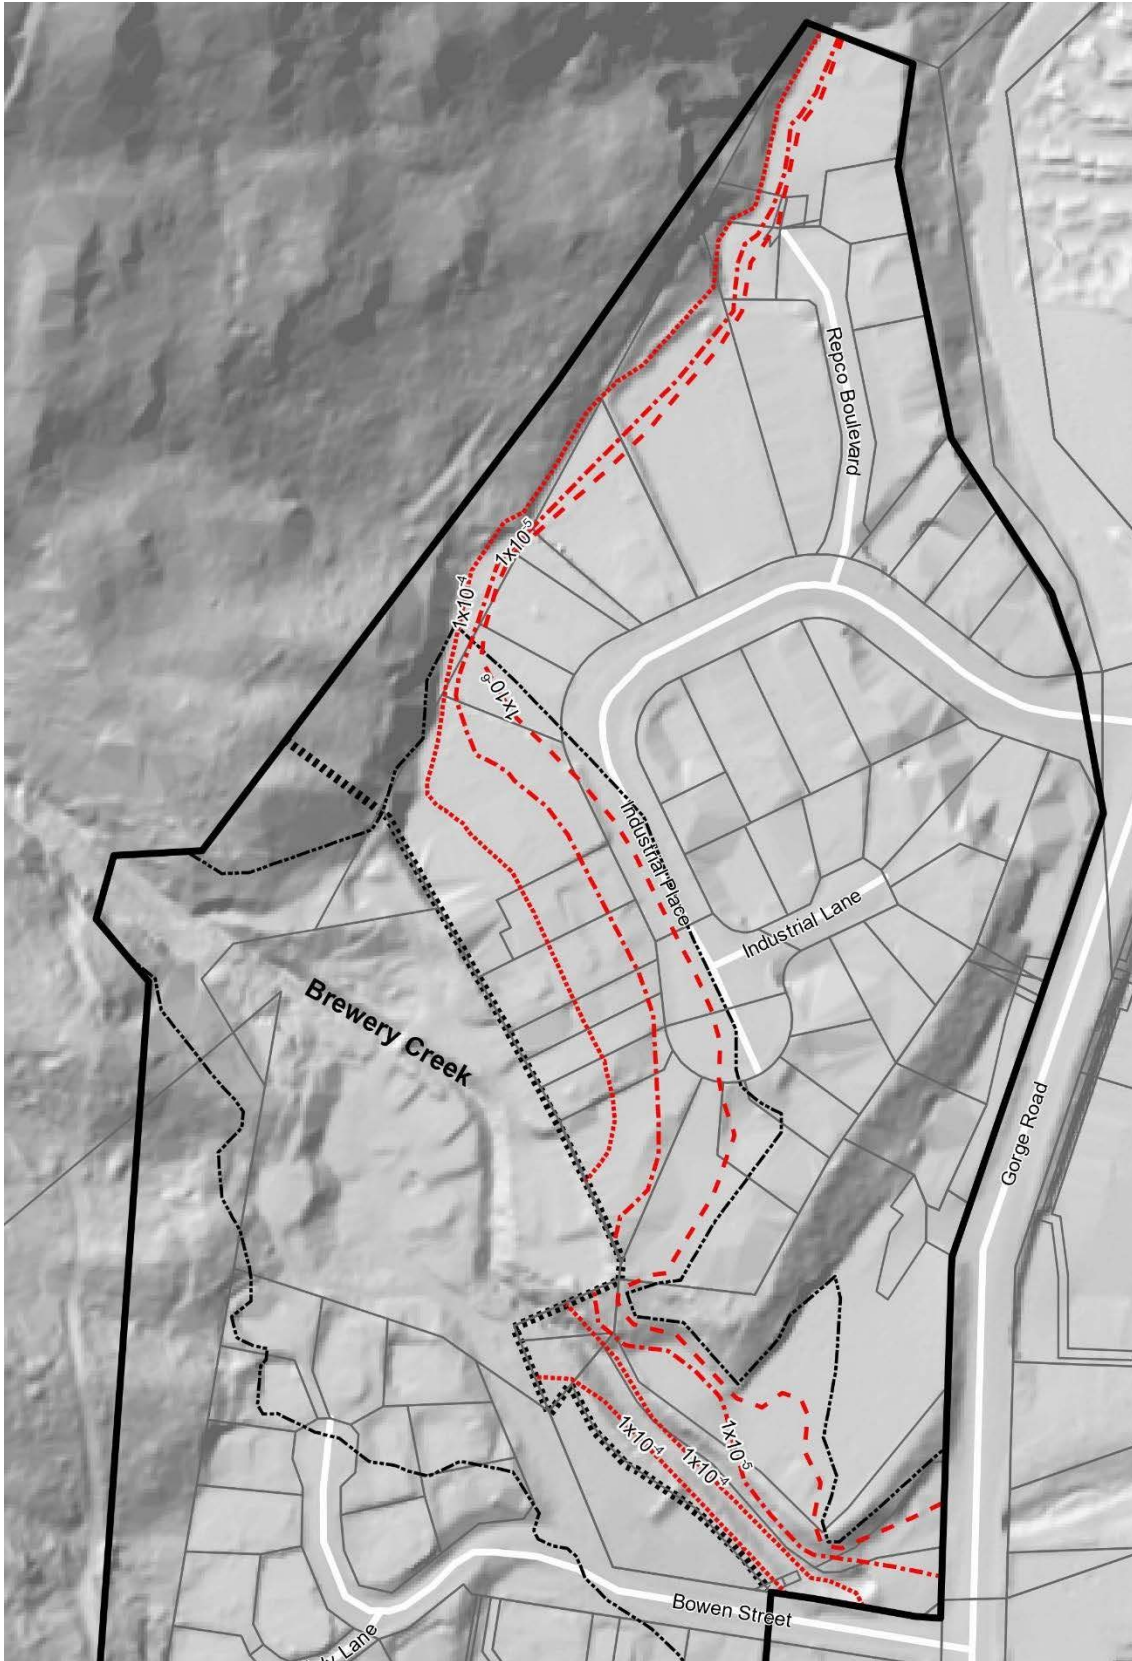 Repco Boulevard
1x10⁻⁵
1x10⁻⁴
1x10⁻⁶
Industrial Place
Industrial Lane
Brewery Creek
Gorge Road
1x10⁻⁴
1x10⁻⁴
1x10⁻⁵
Bowen Street
Lane